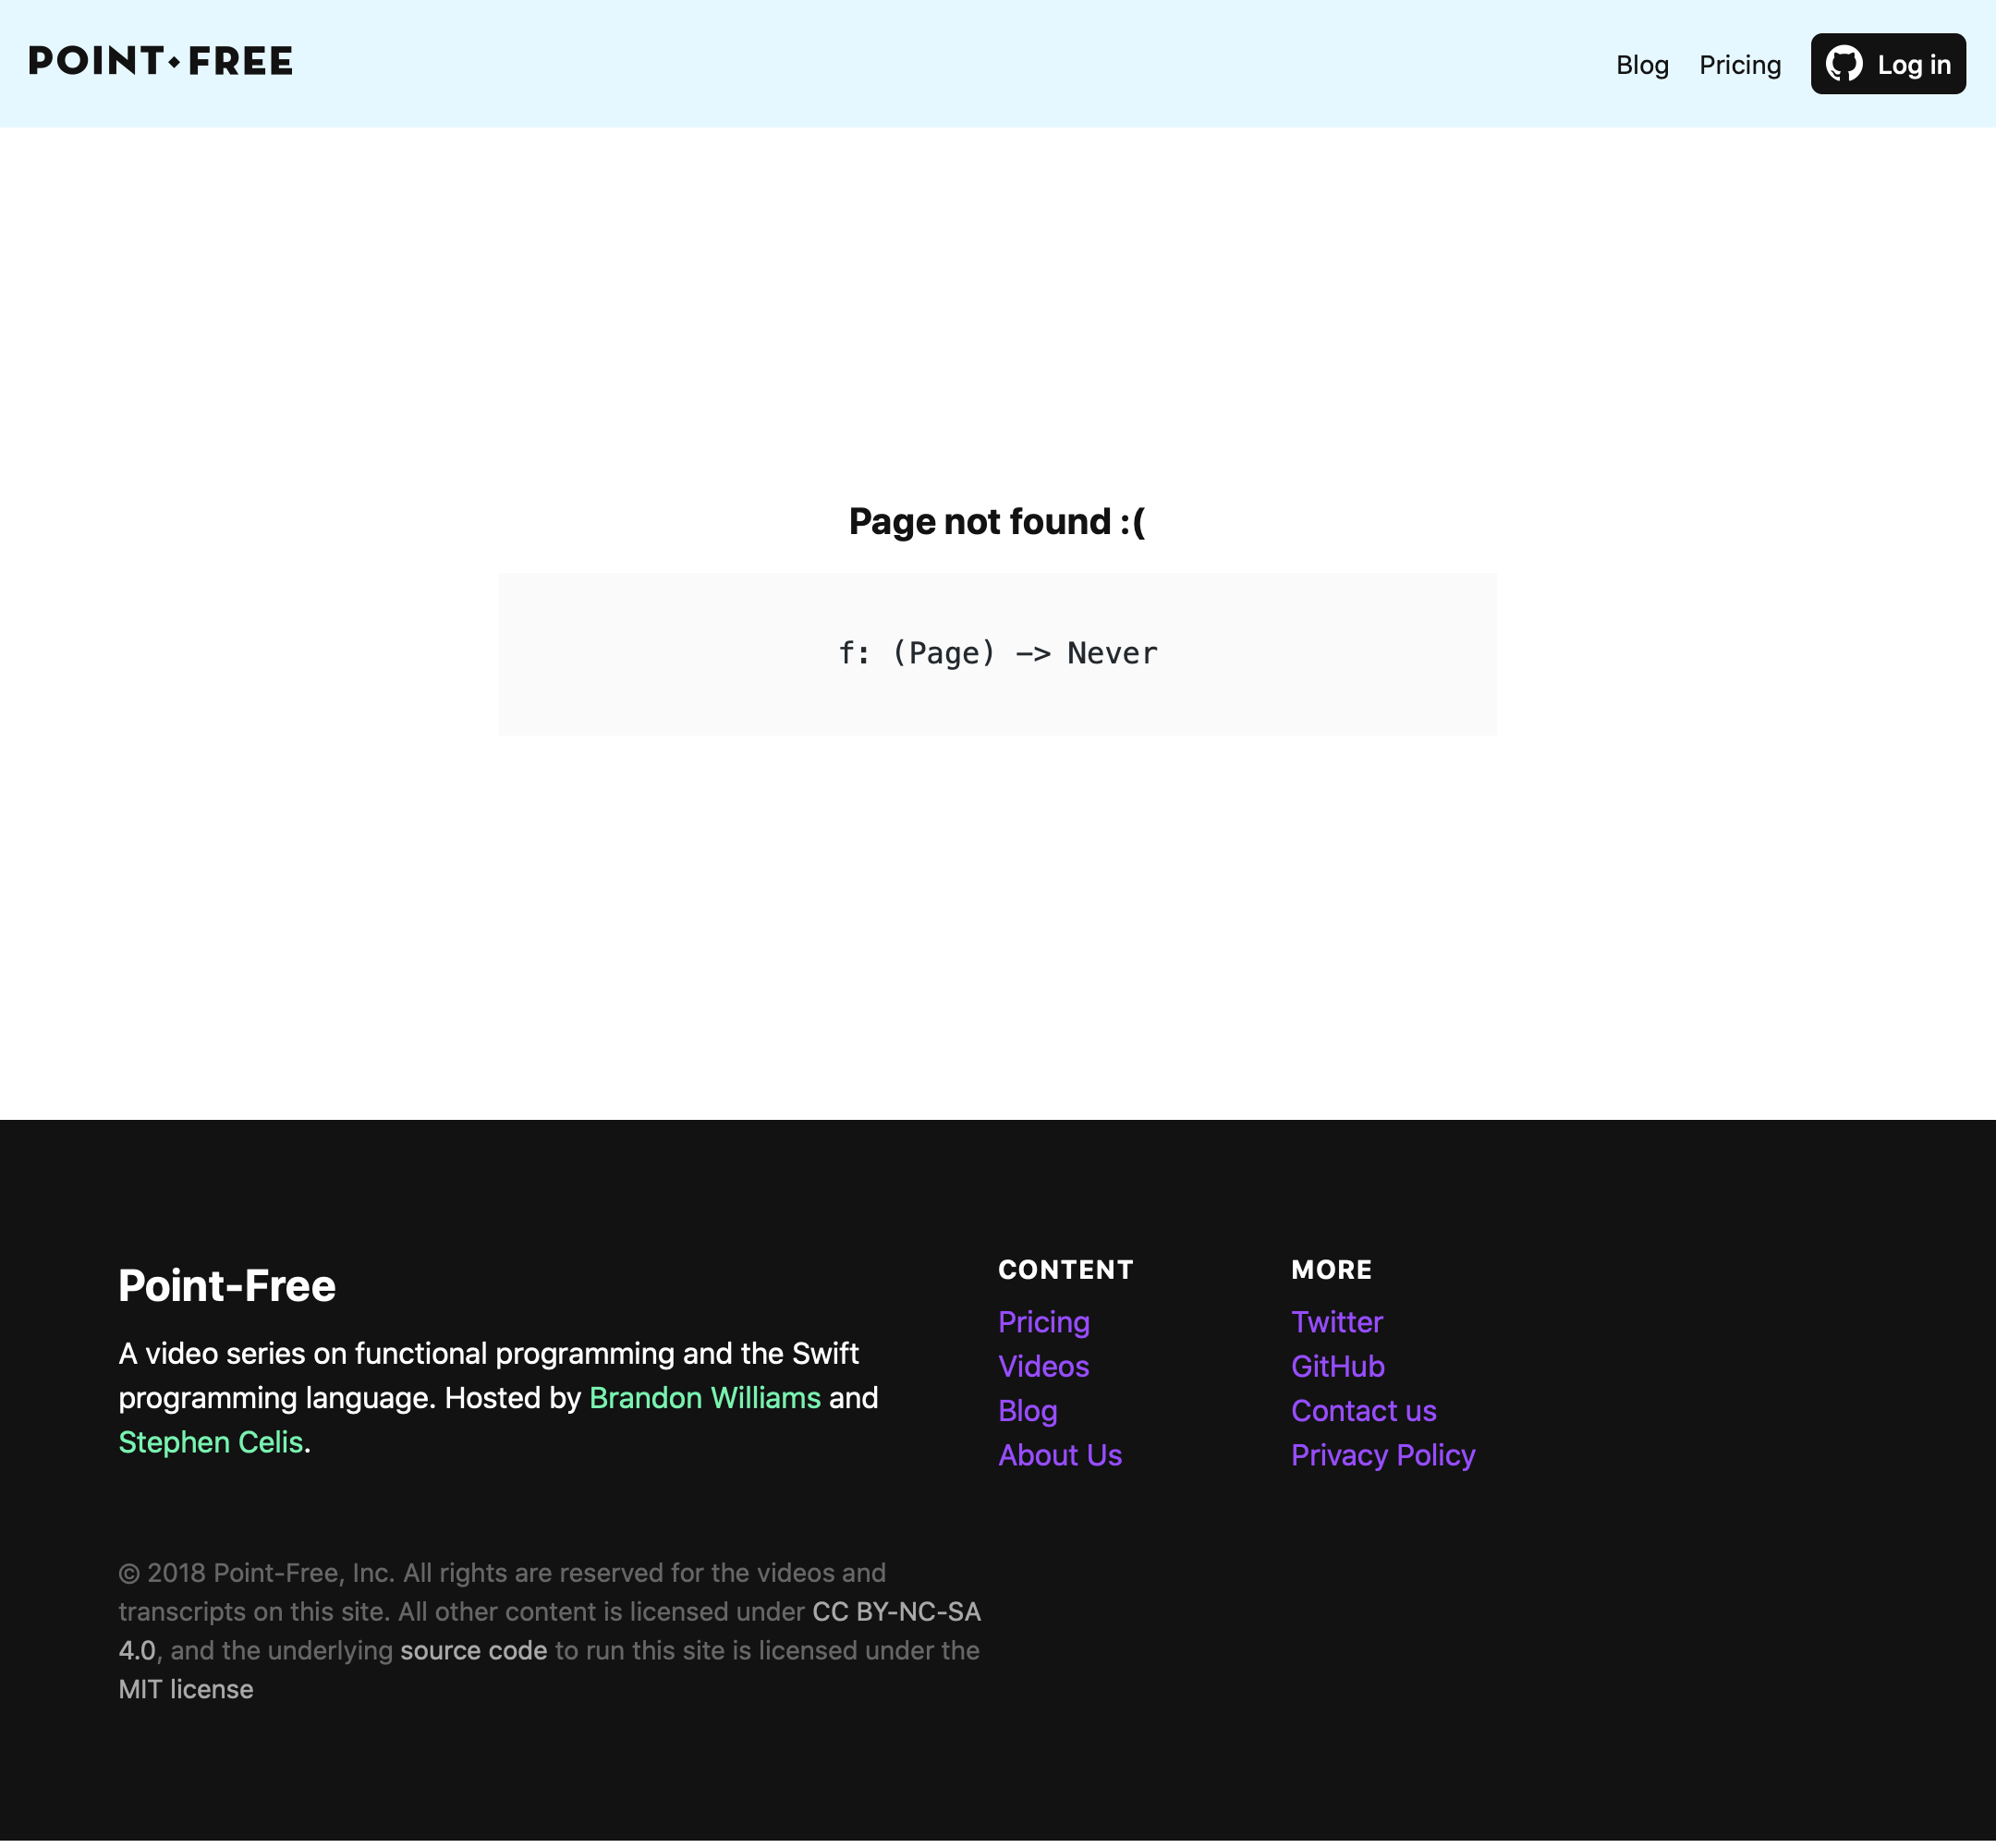 POINT•FREE
Blog
Pricing
Log in
Page not found :(
f: (Page) -> Never
Point-Free
A video series on functional programming and the Swift
programming language. Hosted by Brandon Williams and
Stephen Celis.
CONTENT
Pricing
Videos
Blog
About Us
MORE
Twitter
GitHub
Contact us
Privacy Policy
© 2018 Point-Free, Inc. All rights are reserved for the videos and
transcripts on this site. All other content is licensed under CC BY-NC-SA
4.0, and the underlying source code to run this site is licensed under the
MIT license